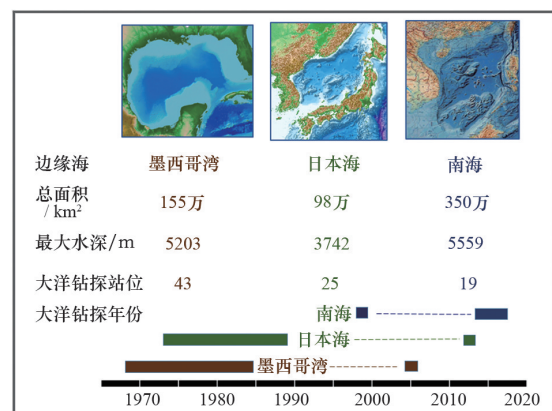 边缘海 墨西哥湾 日本海 南海
总面积 / km² 155万 98万 350万
最大水深/m 5203 3742 5559
大洋钻探站位 43 25 19
大洋钻探年份 南海
日本海
墨西哥湾
1970 1980 1990 2000 2010 2020